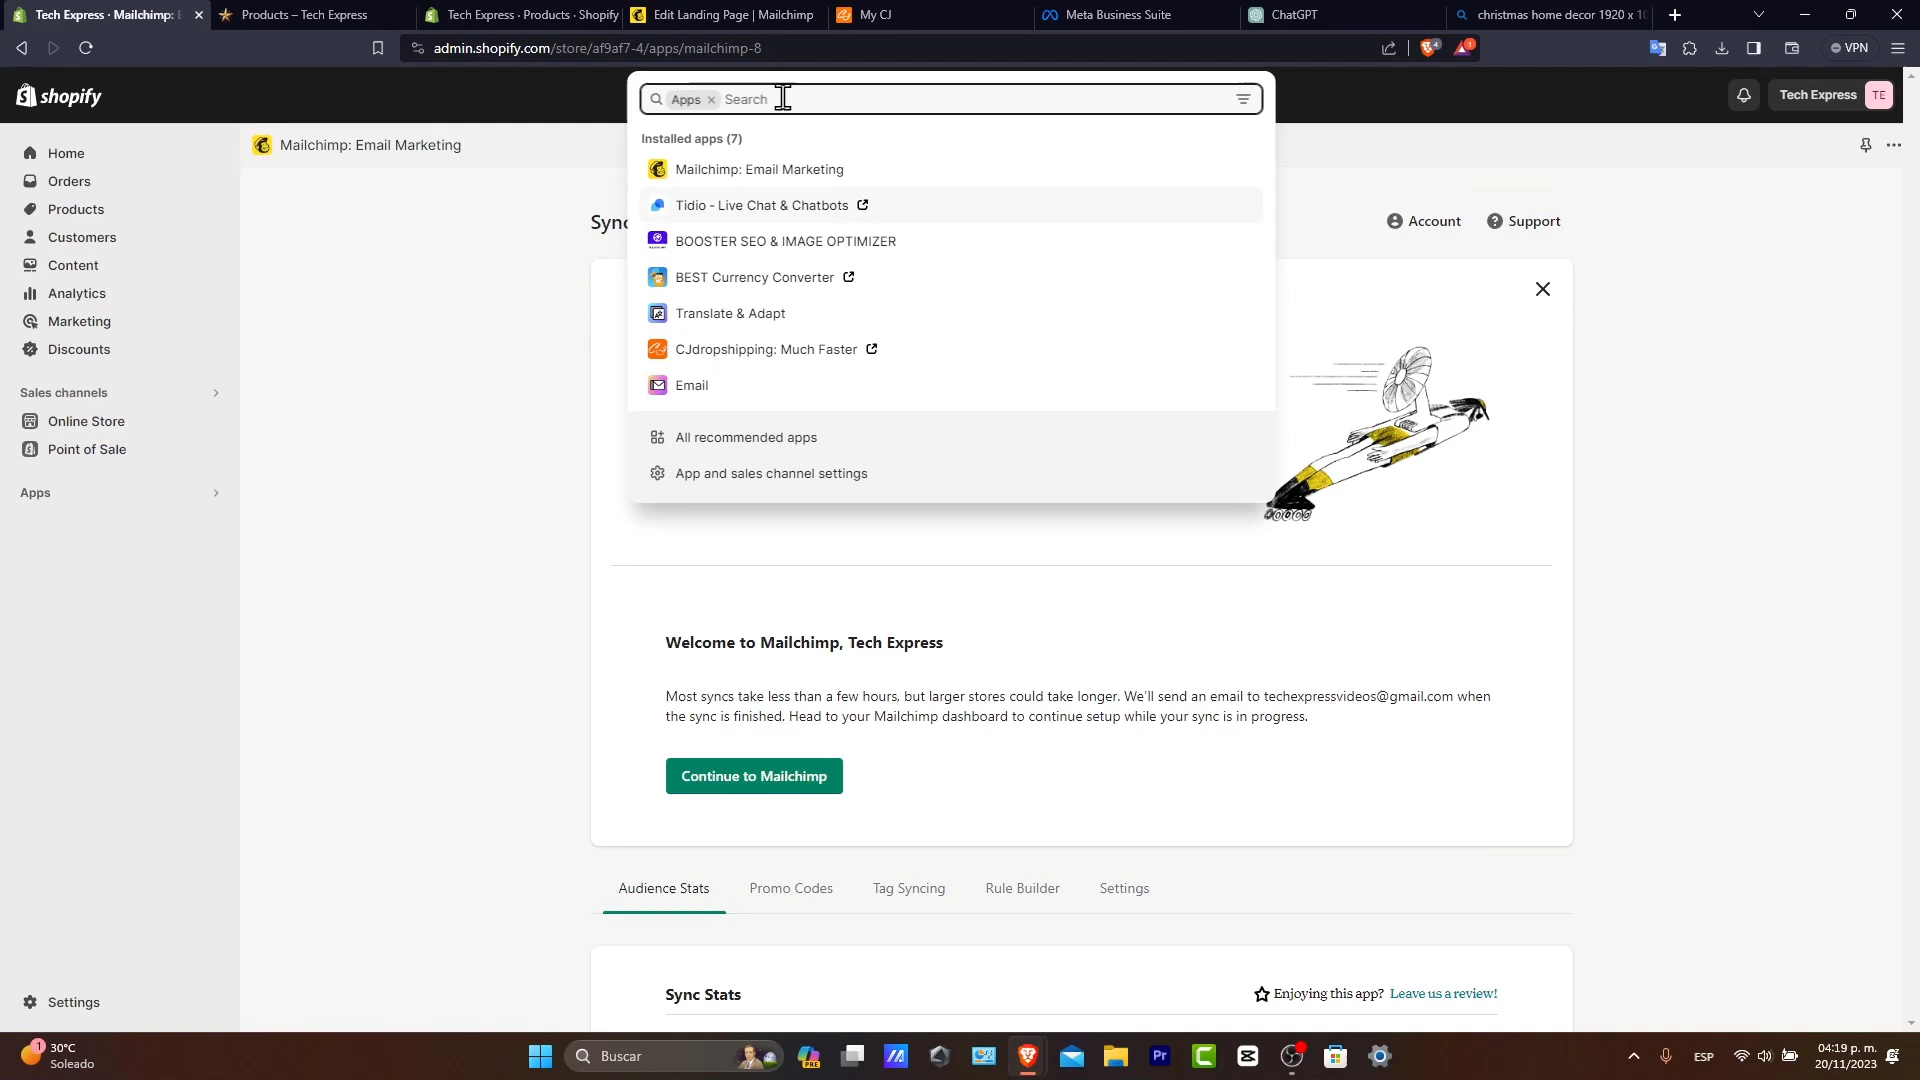 Tech Express · Mailchimp: E
Products – Tech Express
Tech Express · Products · Shopify
Edit Landing Page | Mailchimp
My CJ
Meta Business Suite
ChatGPT
christmas home decor 1920 x 10
admin.shopify.com/store/af9af7-4/apps/mailchimp-8
4
1
VPN
shopify
Apps
Search
Tech Express
TE
Home
Orders
Products
Customers
Content
Analytics
Marketing
Discounts
Sales channels
Online Store
Point of Sale
Apps
Settings
Mailchimp: Email Marketing
Installed apps (7)
Mailchimp: Email Marketing
Tidio - Live Chat & Chatbots
BOOSTER SEO & IMAGE OPTIMIZER
BEST Currency Converter
Translate & Adapt
CJdropshipping: Much Faster
Email
All recommended apps
App and sales channel settings
Sync
Account
Support
Welcome to Mailchimp, Tech Express
Most syncs take less than a few hours, but larger stores could take longer. We'll send an email to techexpressvideos@gmail.com when
the sync is finished. Head to your Mailchimp dashboard to continue setup while your sync is in progress.
Continue to Mailchimp
Audience Stats
Promo Codes
Tag Syncing
Rule Builder
Settings
Sync Stats
Enjoying this app? Leave us a review!
1
30°C
Soleado
Buscar
PRE
Pr
ESP
04:19 p. m.
20/11/2023